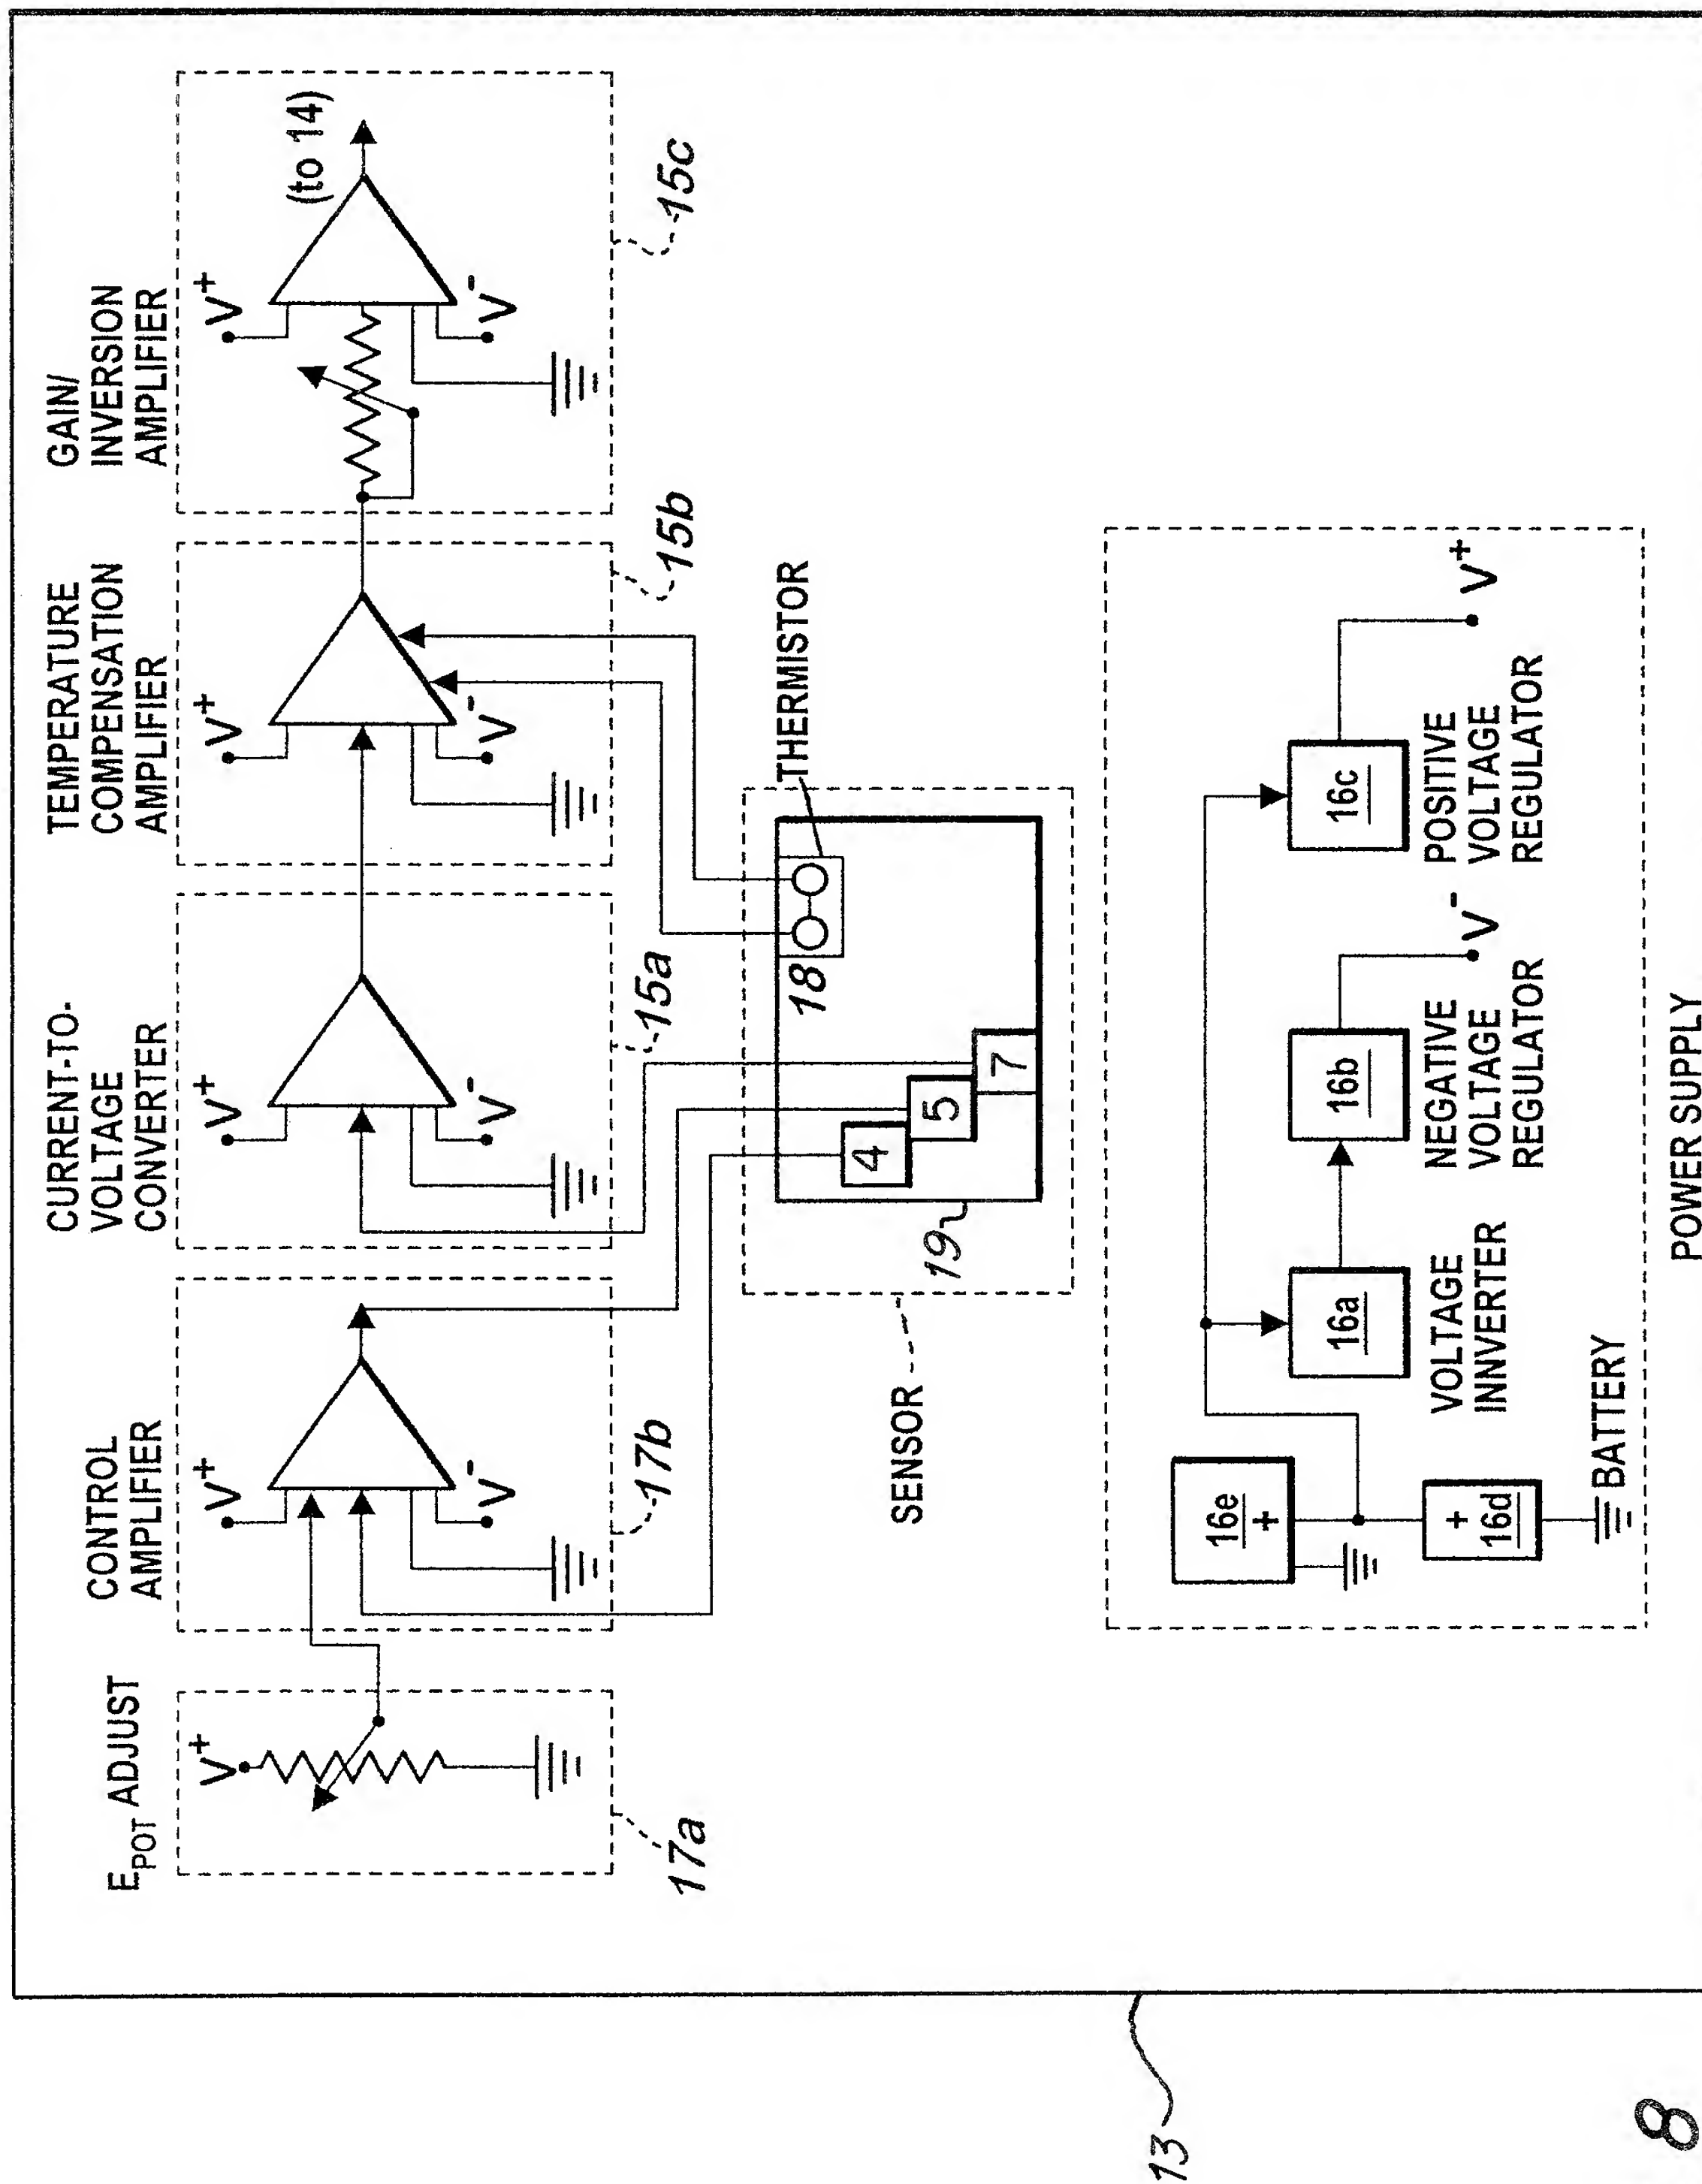 E_POT ADJUST
CONTROL
AMPLIFIER
CURRENT-TO-
VOLTAGE
CONVERTER
TEMPERATURE
COMPENSATION
AMPLIFIER
GAIN/
INVERSION
AMPLIFIER
V+
V+
V+
V+
V+
(to 14)
V-
V-
V-
V-
17a
17b
15a
15b
15c
SENSOR
19
4
5
7
18
THERMISTOR
16e
+
+
16d
BATTERY
16a
VOLTAGE
INNVERTER
16b
NEGATIVE
VOLTAGE
REGULATOR
V-
16c
POSITIVE
VOLTAGE
REGULATOR
V+
POWER SUPPLY
13
8